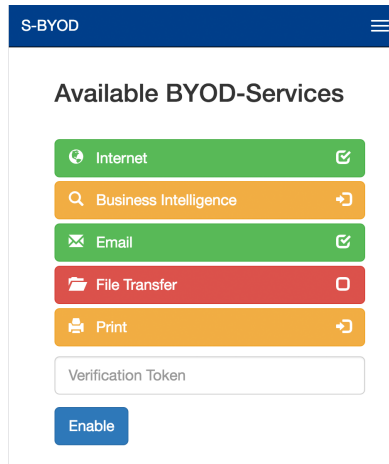 S-BYOD
Available BYOD-Services
Internet
Business Intelligence
Email
File Transfer
Print
Verification Token
Enable